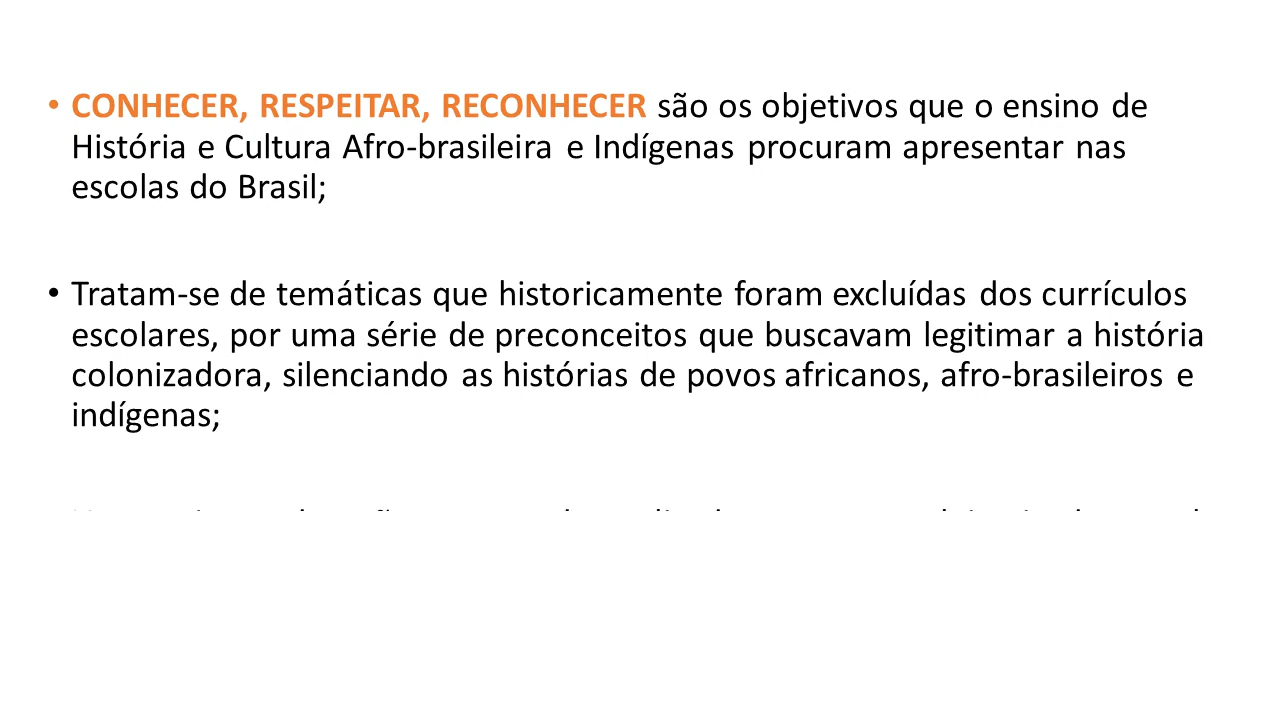 • CONHECER, RESPEITAR, RECONHECER são os objetivos que o ensino de
História e Cultura Afro-brasileira e Indígenas procuram apresentar nas
escolas do Brasil;
• Tratam-se de temáticas que historicamente foram excluídas dos currículos
escolares, por uma série de preconceitos que buscavam legitimar a história
colonizadora, silenciando as histórias de povos africanos, afro-brasileiros e
indígenas;